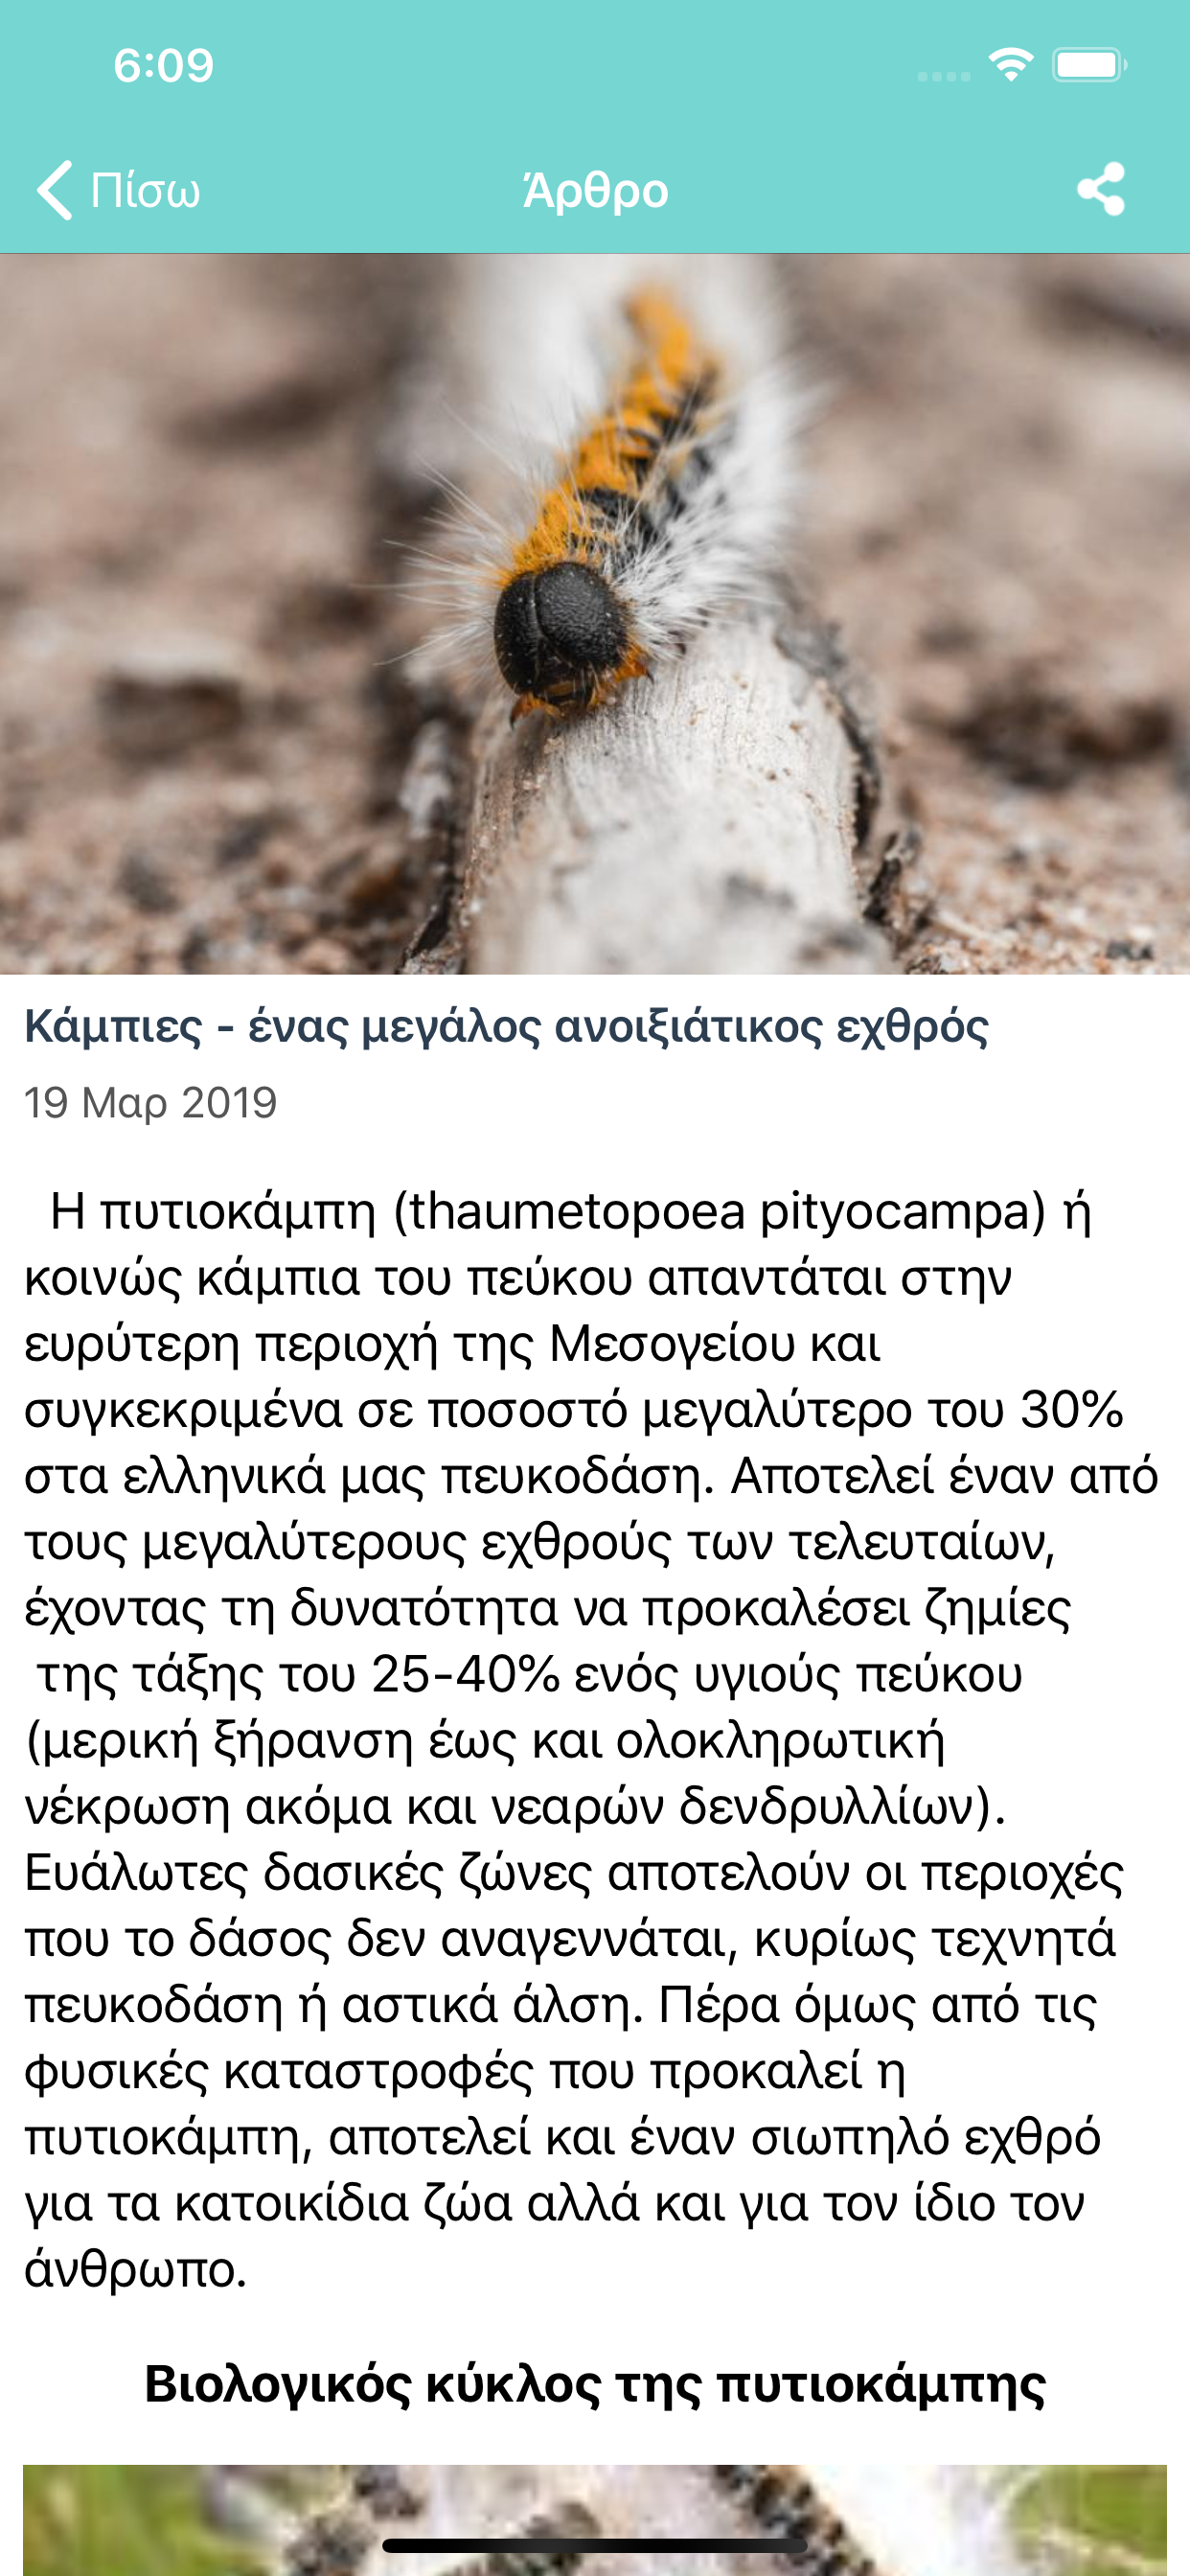 6:09
Πίσω
Άρθρο
Κάμπιες - ένας μεγάλος ανοιξιάτικος εχθρός
19 Μαρ 2019
Η πυτιοκάμπη (thaumetopoea pityocampa) ή
κοινώς κάμπια του πεύκου απαντάται στην
ευρύτερη περιοχή της Μεσογείου και
συγκεκριμένα σε ποσοστό μεγαλύτερο του 30%
στα ελληνικά μας πευκοδάση. Αποτελεί έναν από
τους μεγαλύτερους εχθρούς των τελευταίων,
έχοντας τη δυνατότητα να προκαλέσει ζημίες
της τάξης του 25-40% ενός υγιούς πεύκου
(μερική ξήρανση έως και ολοκληρωτική
νέκρωση ακόμα και νεαρών δενδρυλλίων).
Ευάλωτες δασικές ζώνες αποτελούν οι περιοχές
που το δάσος δεν αναγεννάται, κυρίως τεχνητά
πευκοδάση ή αστικά άλση. Πέρα όμως από τις
φυσικές καταστροφές που προκαλεί η
πυτιοκάμπη, αποτελεί και έναν σιωπηλό εχθρό
για τα κατοικίδια ζώα αλλά και για τον ίδιο τον
άνθρωπο.
Βιολογικός κύκλος της πυτιοκάμπης